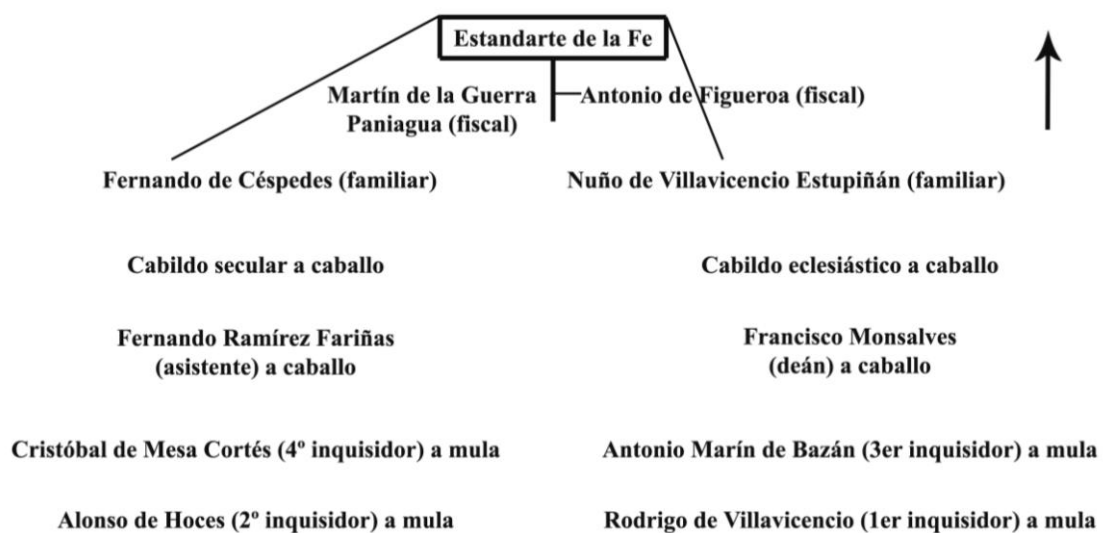 Estandarte de la Fe
Martín de la Guerra
Paniagua (fiscal)
Antonio de Figueroa (fiscal)
Fernando de Céspedes (familiar)
Nuño de Villavicencio Estupiñán (familiar)
Cabildo secular a caballo
Cabildo eclesiástico a caballo
Fernando Ramírez Fariñas
(asistente) a caballo
Francisco Monsalves
(deán) a caballo
Cristóbal de Mesa Cortés (4º inquisidor) a mula
Antonio Marín de Bazán (3er inquisidor) a mula
Alonso de Hoces (2º inquisidor) a mula
Rodrigo de Villavicencio (1er inquisidor) a mula